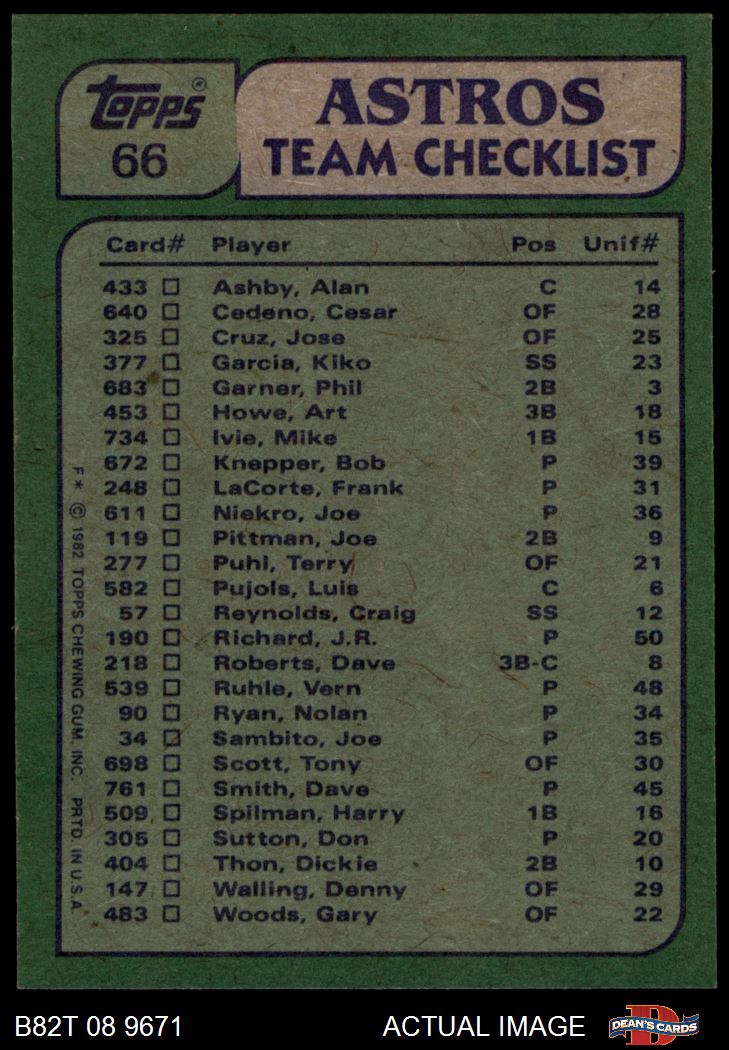 TOPPS®
66
ASTROS
TEAM CHECKLIST
Card# Player Pos Unif#
433 ☐ Ashby, Alan C 14
640 ☐ Cedeno, Cesar OF 28
325 ☐ Cruz, Jose OF 25
377 ☐ Garcia, Kiko SS 23
683 ☐ Garner, Phil 2B 3
453 ☐ Howe, Art 3B 18
734 ☐ Ivie, Mike 1B 15
672 ☐ Knepper, Bob P 39
248 ☐ LaCorte, Frank P 31
611 ☐ Niekro, Joe P 36
119 ☐ Pittman, Joe 2B 9
277 ☐ Puhl, Terry OF 21
582 ☐ Pujols, Luis C 6
57 ☐ Reynolds, Craig SS 12
190 ☐ Richard, J.R. P 50
218 ☐ Roberts, Dave 3B-C 8
539 ☐ Ruhle, Vern P 48
90 ☐ Ryan, Nolan P 34
34 ☐ Sambito, Joe P 35
698 ☐ Scott, Tony OF 30
761 ☐ Smith, Dave P 45
509 ☐ Spilman, Harry 1B 16
305 ☐ Sutton, Don P 20
404 ☐ Thon, Dickie 2B 10
147 ☐ Walling, Denny OF 29
483 ☐ Woods, Gary OF 22
F* © 1982 TOPPS CHEWING GUM, INC. PRTD. IN U.S.A.
B82T 08 9671 ACTUAL IMAGE D DEAN'S CARDS